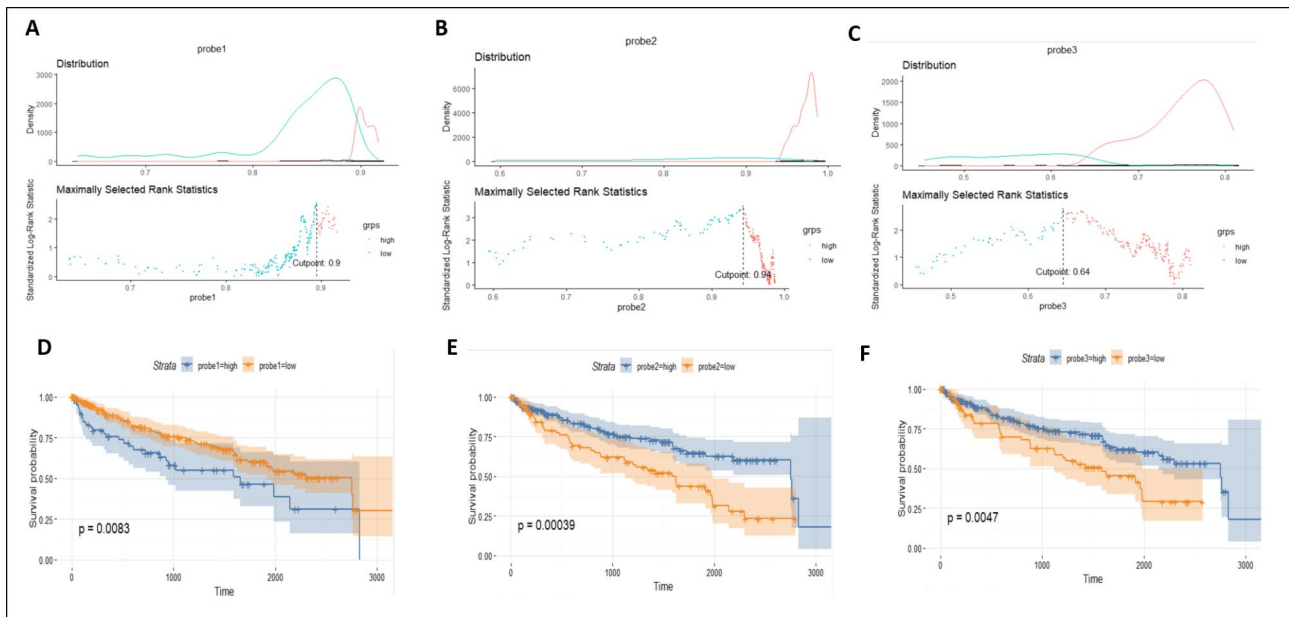 A
probe1
Distribution
Density
3000
2000
1000
0
0.7
0.8
0.9
Maximally Selected Rank Statistics
Standardized Log-Rank Statistic
2
1
0
Cutpoint: 0.9
0.7
0.8
0.9
probe1
grps
high
low
B
probe2
Distribution
Density
6000
4000
2000
0
0.6
0.7
0.8
0.9
1.0
Maximally Selected Rank Statistics
Standardized Log-Rank Statistic
3
2
1
0
Cutpoint: 0.94
0.5
0.6
0.7
0.8
0.9
1.0
probe2
grps
high
low
C
probe3
Distribution
Density
2000
1500
1000
500
0
0.5
0.6
0.7
0.8
Maximally Selected Rank Statistics
Standardized Log-Rank Statistic
2
1
0
Cutpoint: 0.64
0.5
0.6
0.7
0.8
probe3
grps
high
low
D
Strata probe1=high probe1=low
Survival probability
1.00
0.75
0.50
0.25
0.00
p = 0.0083
0
1000
2000
3000
Time
E
Strata probe2=high probe2=low
Survival probability
1.00
0.75
0.50
0.25
0.00
p = 0.00039
0
1000
2000
3000
Time
F
Strata probe3=high probe3=low
Survival probability
1.00
0.75
0.50
0.25
0.00
p = 0.0047
0
1000
2000
3000
Time